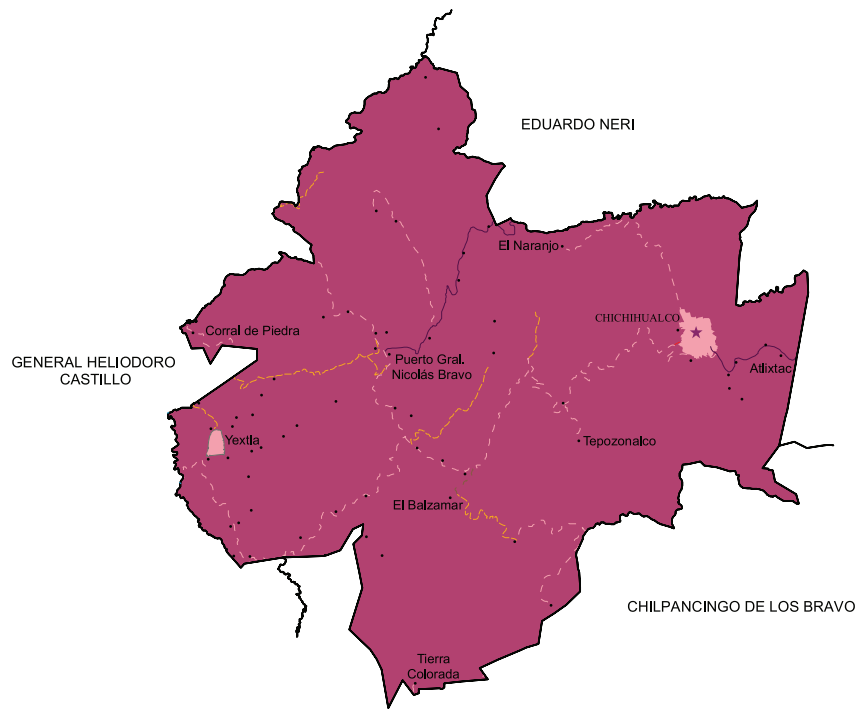 EDUARDO NERI
El Naranjo
CHICHIHUALCO
Corral de Piedra
GENERAL HELIODORO
CASTILLO
Puerto Gral.
Nicolás Bravo
Atlixtac
Yextla
Tepozonalco
El Balzamar
CHILPANCINGO DE LOS BRAVO
Tierra
Colorada